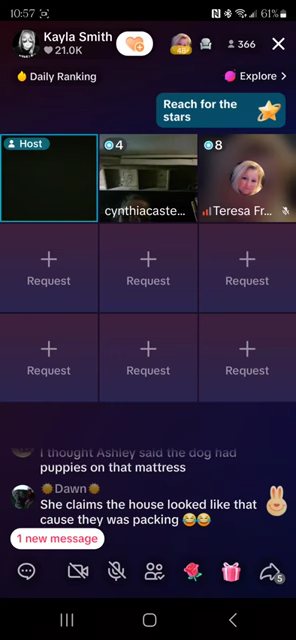 10:57
61%
Kayla Smith
21.0K
46
366
Daily Ranking
Explore >
Reach for the
stars
Host
4
8
cynthiacaste...
Teresa Fr...
Request
Request
Request
Request
Request
Request
I thought Ashley said the dog had
puppies on that mattress
Dawn
She claims the house looked like that
cause they was packing 😂😂
1 new message
5